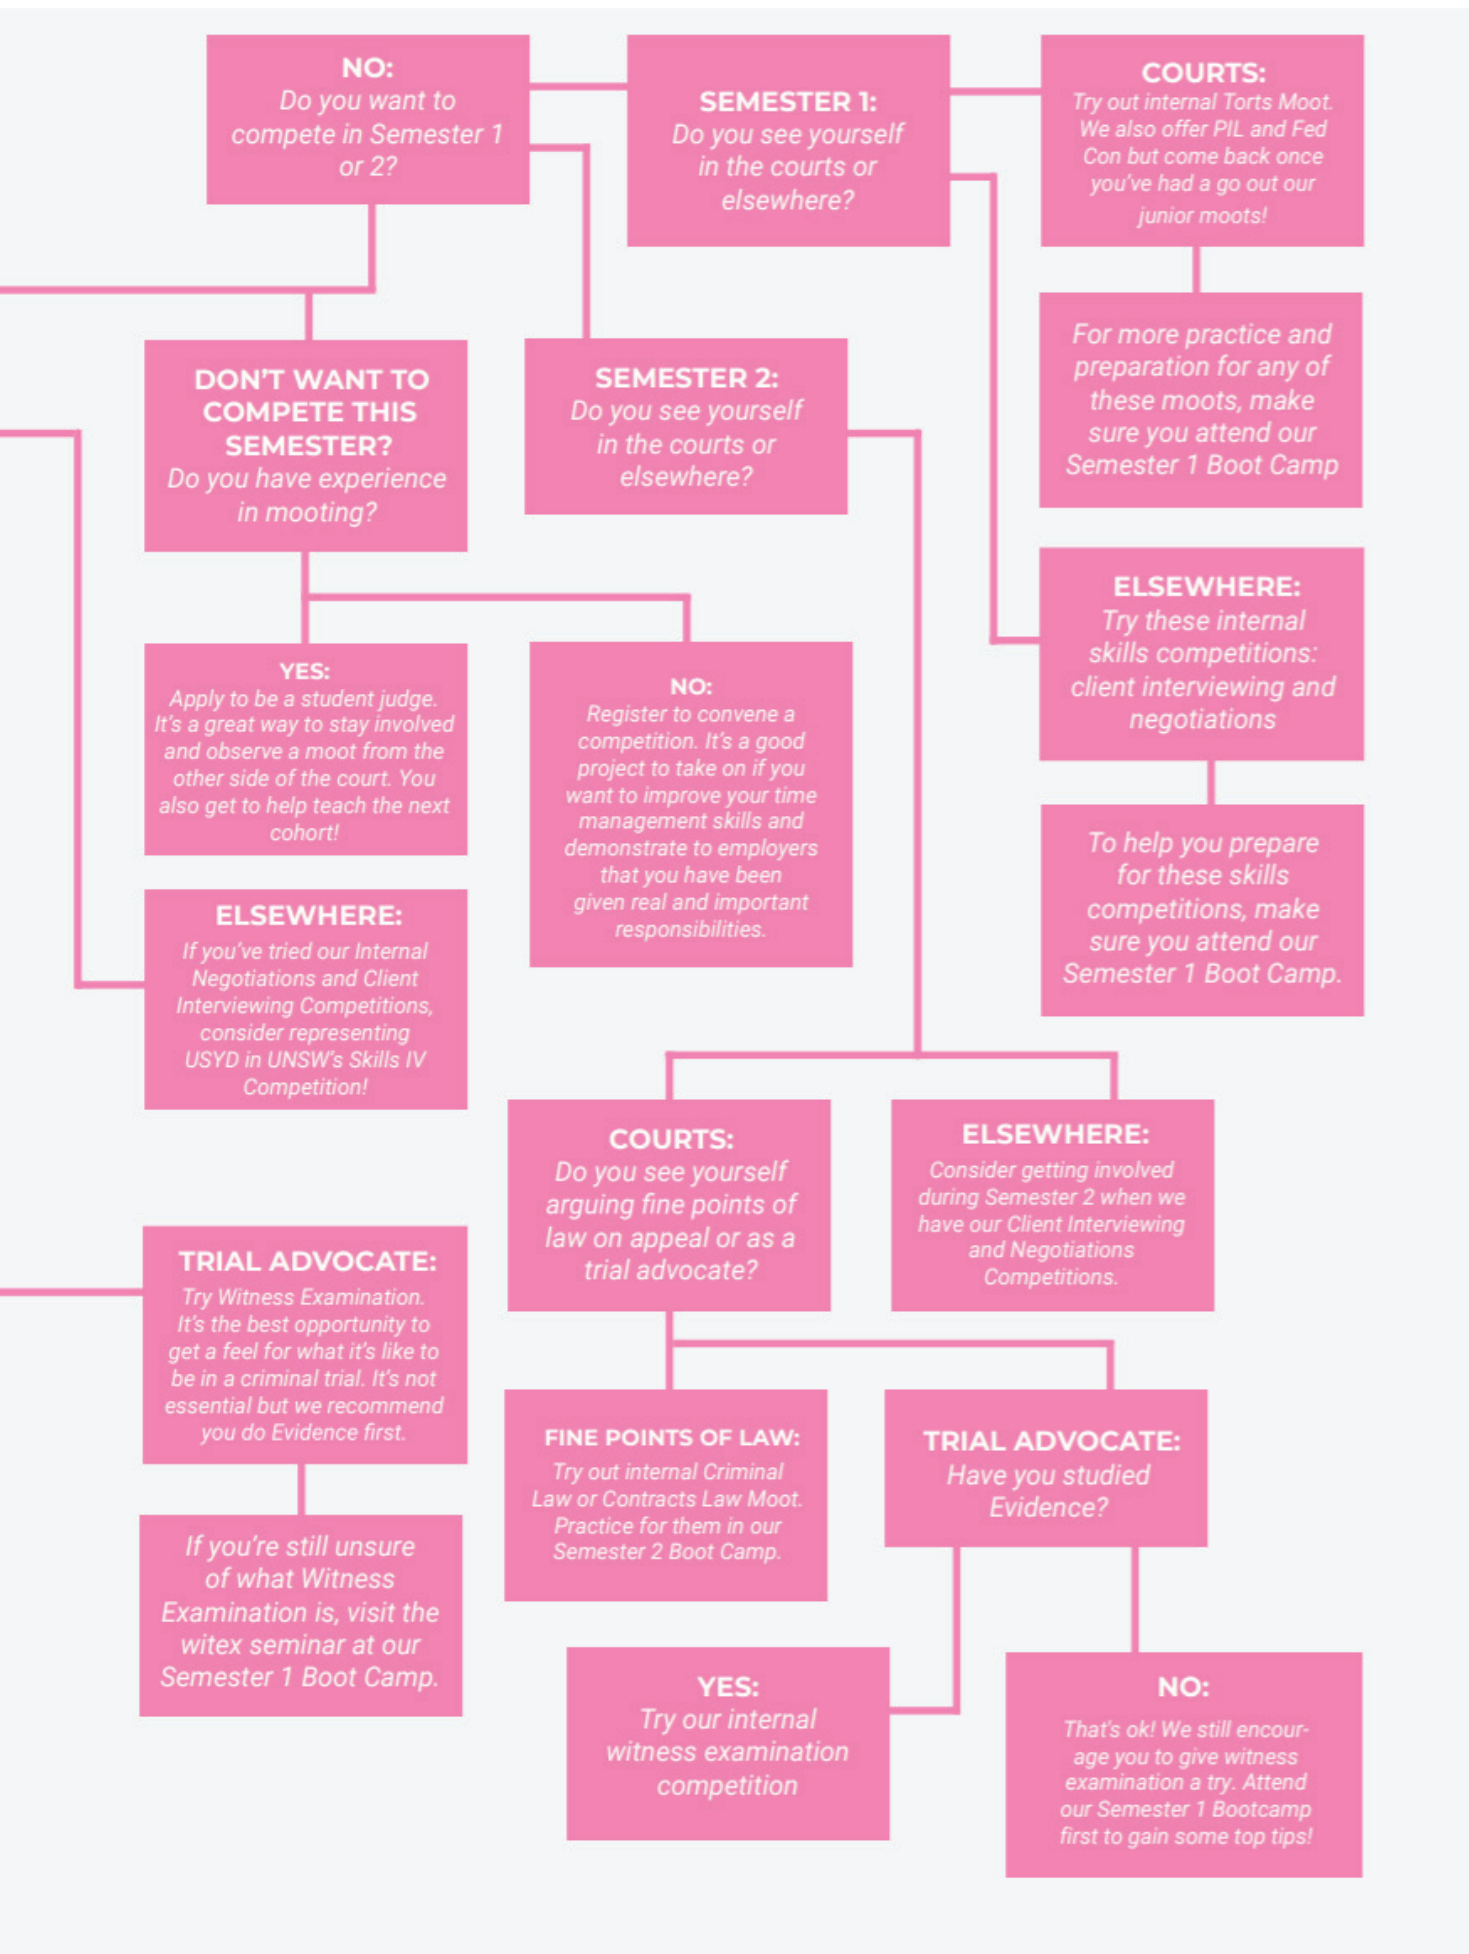 NO:
Do you want to
compete in Semester 1
or 2?
SEMESTER 1:
Do you see yourself
in the courts or
elsewhere?
COURTS:
Try out internal Torts Moot.
We also offer PIL and Fed
Con but come back once
you've had a go out our
junior moots!
For more practice and
preparation for any of
these moots, make
sure you attend our
Semester 1 Boot Camp
DON'T WANT TO
COMPETE THIS
SEMESTER?
Do you have experience
in mooting?
SEMESTER 2:
Do you see yourself
in the courts or
elsewhere?
ELSEWHERE:
Try these internal
skills competitions:
client interviewing and
negotiations
YES:
Apply to be a student judge.
It's a great way to stay involved
and observe a moot from the
other side of the court. You
also get to help teach the next
cohort!
NO:
Register to convene a
competition. It's a good
project to take on if you
want to improve your time
management skills and
demonstrate to employers
that you have been
given real and important
responsibilities.
To help you prepare
for these skills
competitions, make
sure you attend our
Semester 1 Boot Camp.
ELSEWHERE:
If you've tried our Internal
Negotiations and Client
Interviewing Competitions,
consider representing
USYD in UNSW's Skills IV
Competition!
COURTS:
Do you see yourself
arguing fine points of
law on appeal or as a
trial advocate?
ELSEWHERE:
Consider getting involved
during Semester 2 when we
have our Client Interviewing
and Negotiations
Competitions.
TRIAL ADVOCATE:
Try Witness Examination.
It's the best opportunity to
get a feel for what it's like to
be in a criminal trial. It's not
essential but we recommend
you do Evidence first.
FINE POINTS OF LAW:
Try out internal Criminal
Law or Contracts Law Moot.
Practice for them in our
Semester 2 Boot Camp.
TRIAL ADVOCATE:
Have you studied
Evidence?
If you're still unsure
of what Witness
Examination is, visit the
witex seminar at our
Semester 1 Boot Camp.
YES:
Try our internal
witness examination
competition
NO:
That's ok! We still encour-
age you to give witness
examination a try. Attend
our Semester 1 Bootcamp
first to gain some top tips!